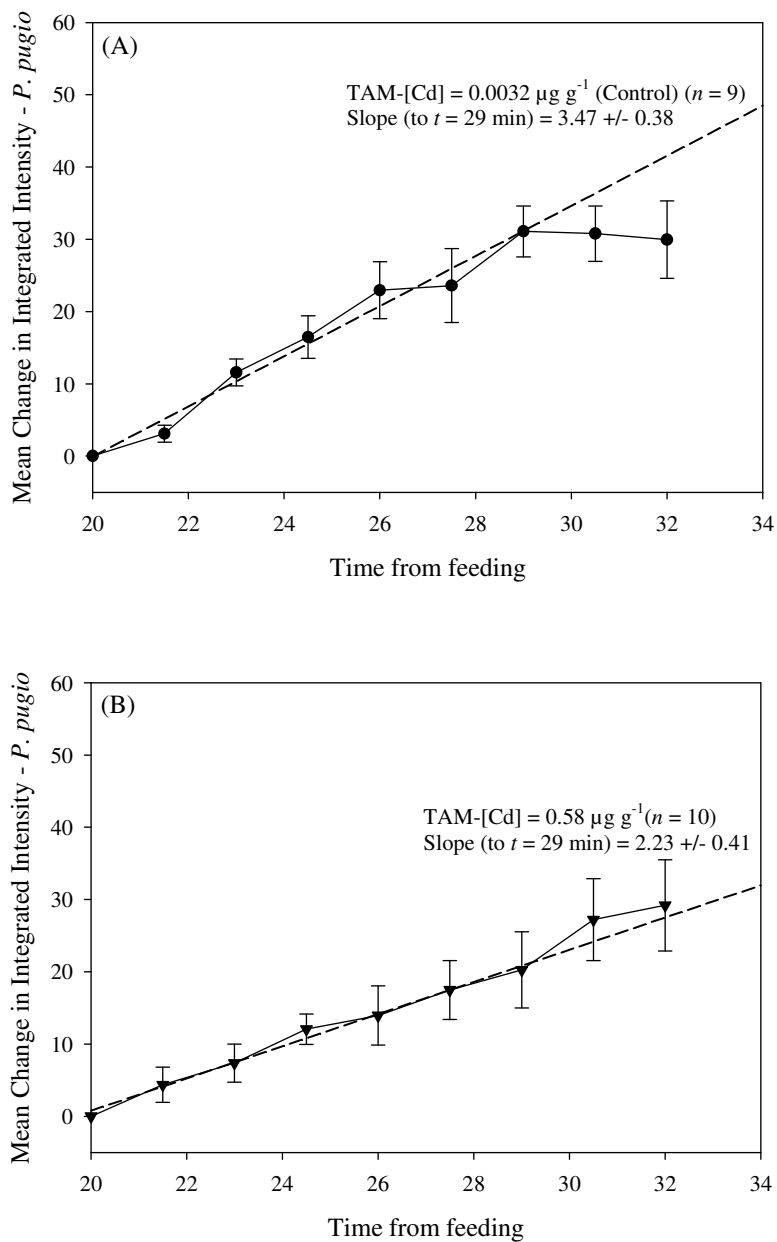 (A)
TAM-[Cd] = 0.0032 µg g⁻¹ (Control) (n = 9)
Slope (to t = 29 min) = 3.47 +/- 0.38
Mean Change in Integrated Intensity - P. pugio
60
50
40
30
20
10
0
20 22 24 26 28 30 32 34
Time from feeding
(B)
TAM-[Cd] = 0.58 µg g⁻¹(n = 10)
Slope (to t = 29 min) = 2.23 +/- 0.41
Mean Change in Integrated Intensity - P. pugio
60
50
40
30
20
10
0
20 22 24 26 28 30 32 34
Time from feeding